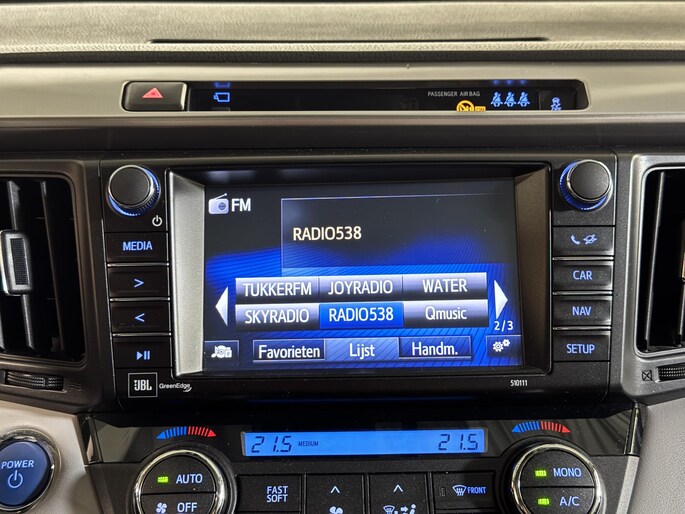 PASSENGER AIR BAG
FM
MEDIA
RADIO538
CAR
TUKKERFM JOYRADIO WATER
SKYRADIO RADIO538 Qmusic
NAV
2/3
Favorieten Lijst Handm.
SETUP
JBL GreenEdge
510111
21.5 MEDIUM 21.5
POWER
AUTO
OFF
FAST
SOFT
FRONT
MONO
A/C